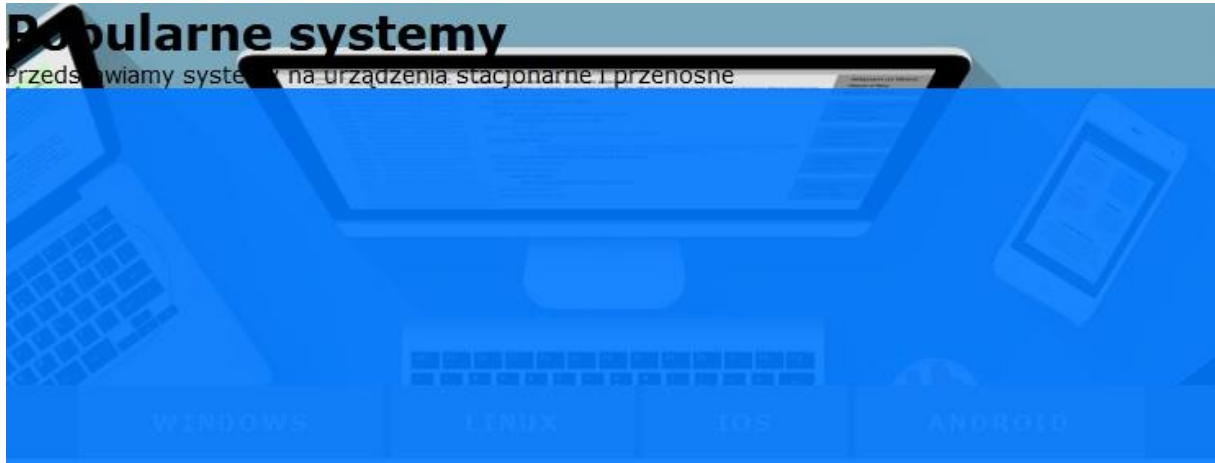 Popularne systemy
Przedstawiamy systemy na urządzenia stacjonarne i przenośne
WINDOWS LINUX IOS ANDROID